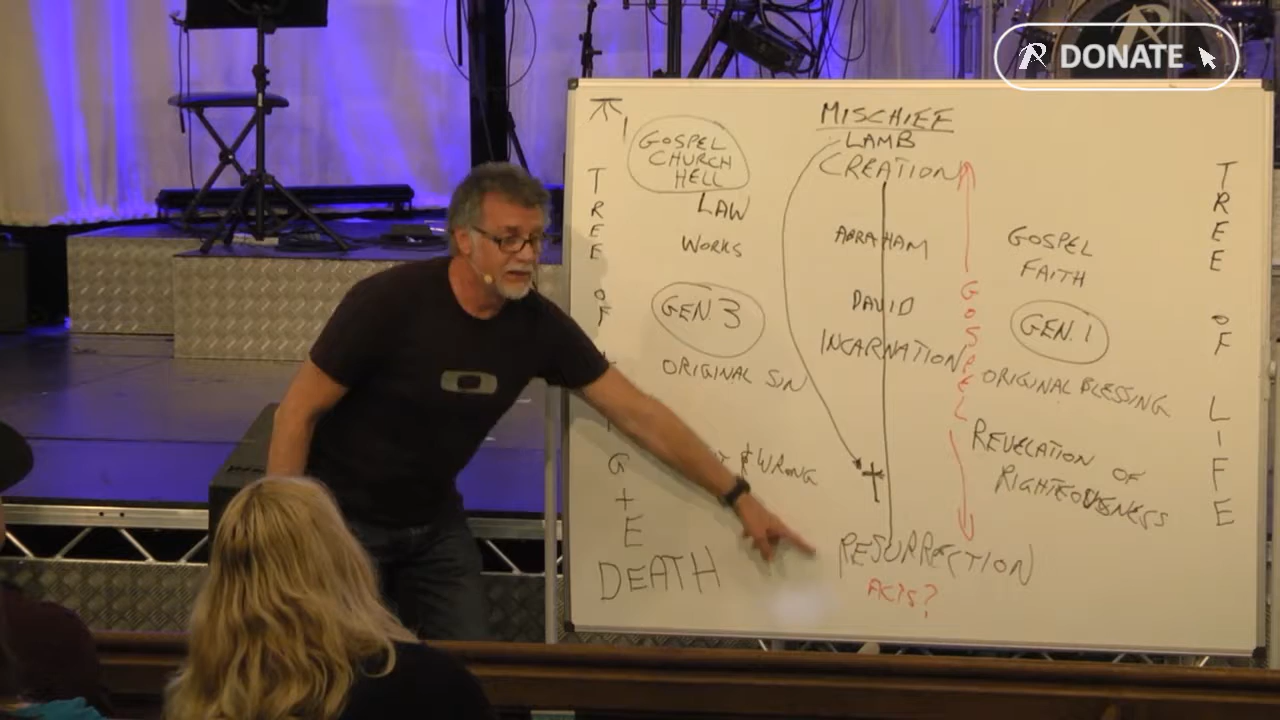 DONATE
MISCHIEF
LAMB
CREATION
ABRAHAM
DAVID
INCARNATION
RESURRECTION
ACTS?
GOSPEL
CHURCH
HELL
LAW
WORKS
GEN. 3
ORIGINAL SIN
& WRONG
TREE
OF
G+E
DEATH
GOSPEL
GOSPEL
FAITH
GEN. 1
ORIGINAL BLESSING
REVELATION OF
RIGHTEOUSNESS
TREE
OF
LIFE